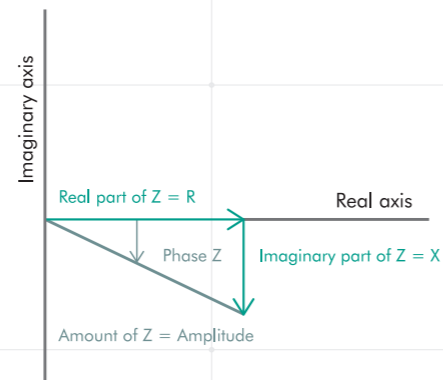 Imaginary axis
Real part of Z = R
Real axis
Phase Z
Imaginary part of Z = X
Amount of Z = Amplitude